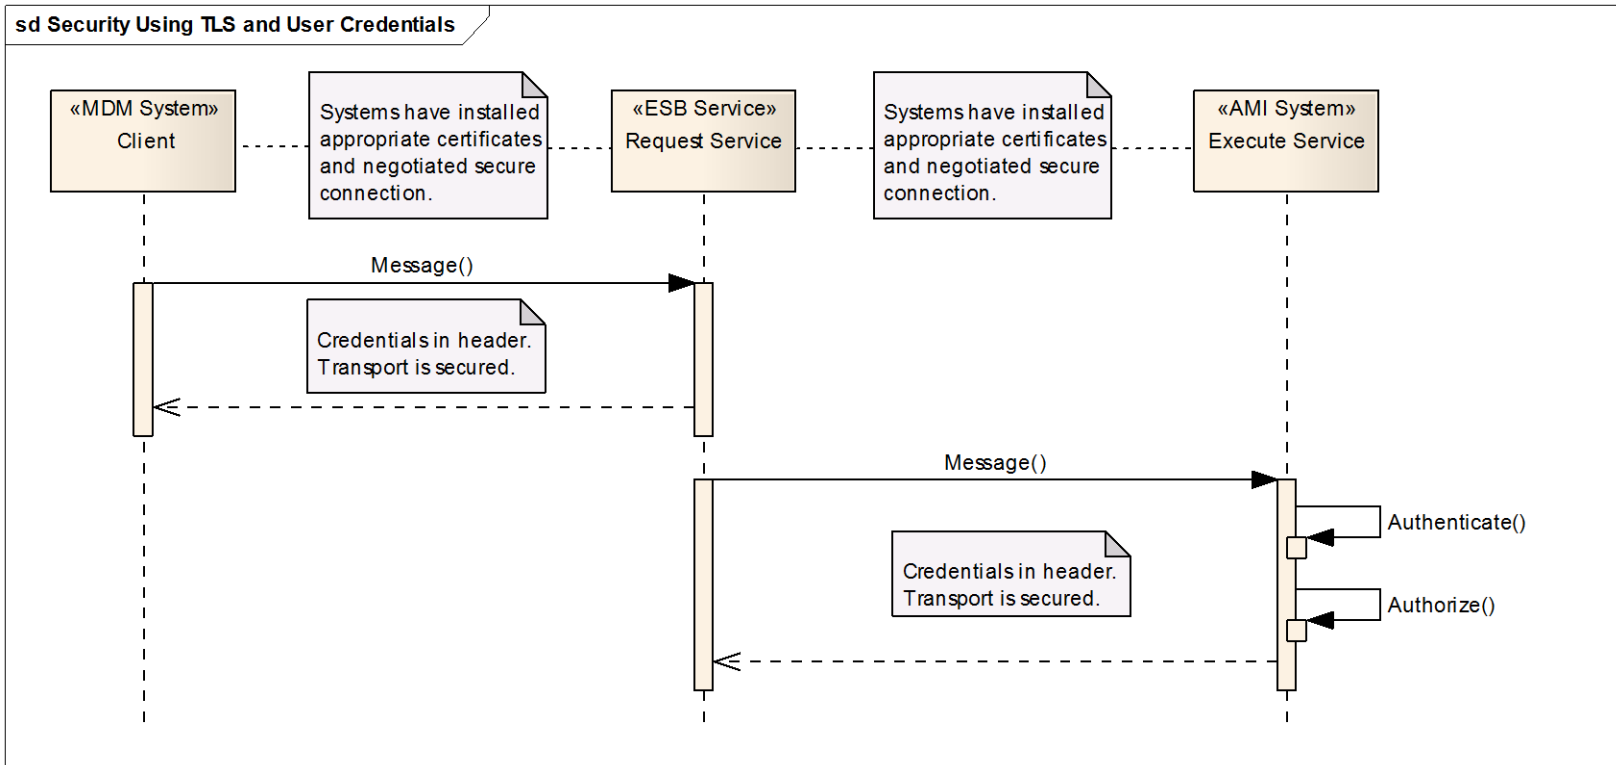 sd Security Using TLS and User Credentials
«MDM System»
Client
Systems have installed
appropriate certificates
and negotiated secure
connection.
«ESB Service»
Request Service
Systems have installed
appropriate certificates
and negotiated secure
connection.
«AMI System»
Execute Service
Message()
Credentials in header.
Transport is secured.
Message()
Authenticate()
Credentials in header.
Transport is secured.
Authorize()